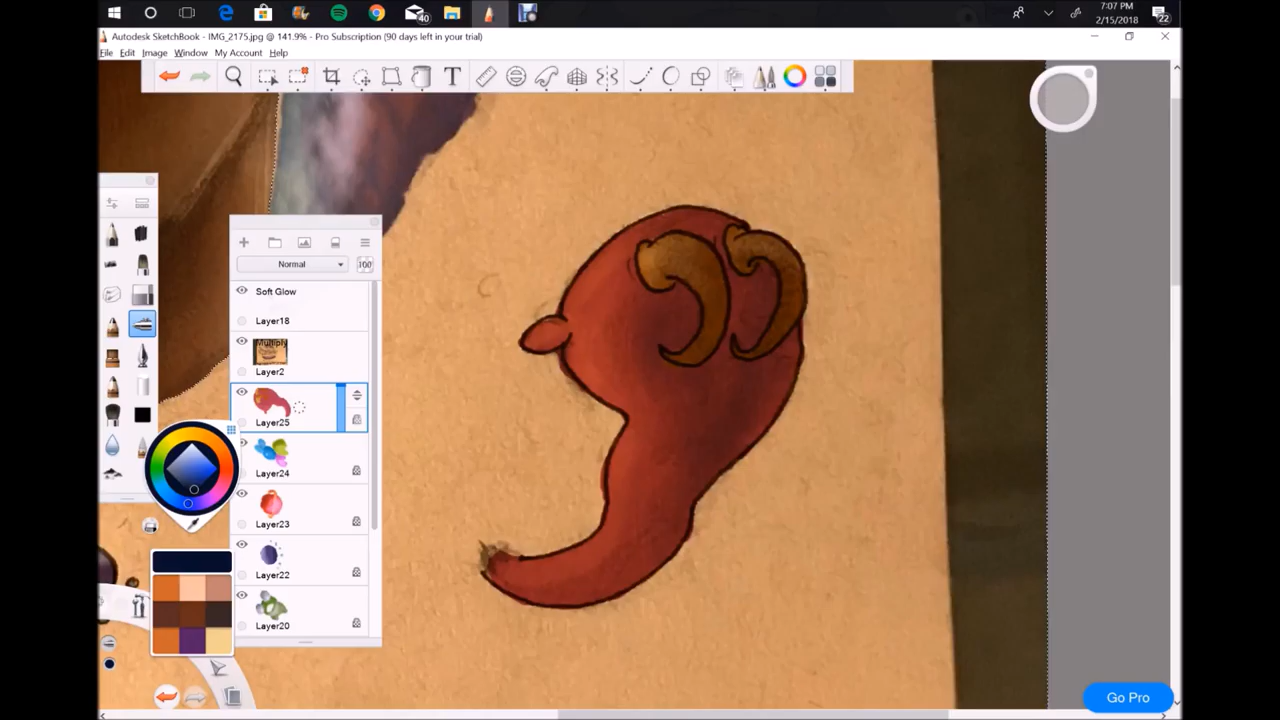 40
7:07 PM
2/15/2018
22
Autodesk SketchBook - IMG_2175.jpg @ 141.9% - Pro Subscription (90 days left in your trial)
File Edit Image Window My Account Help
T
Normal
100
Soft Glow
Layer18
Multiply
Layer2
Layer25
Layer24
Layer23
Layer22
Layer20
Go Pro